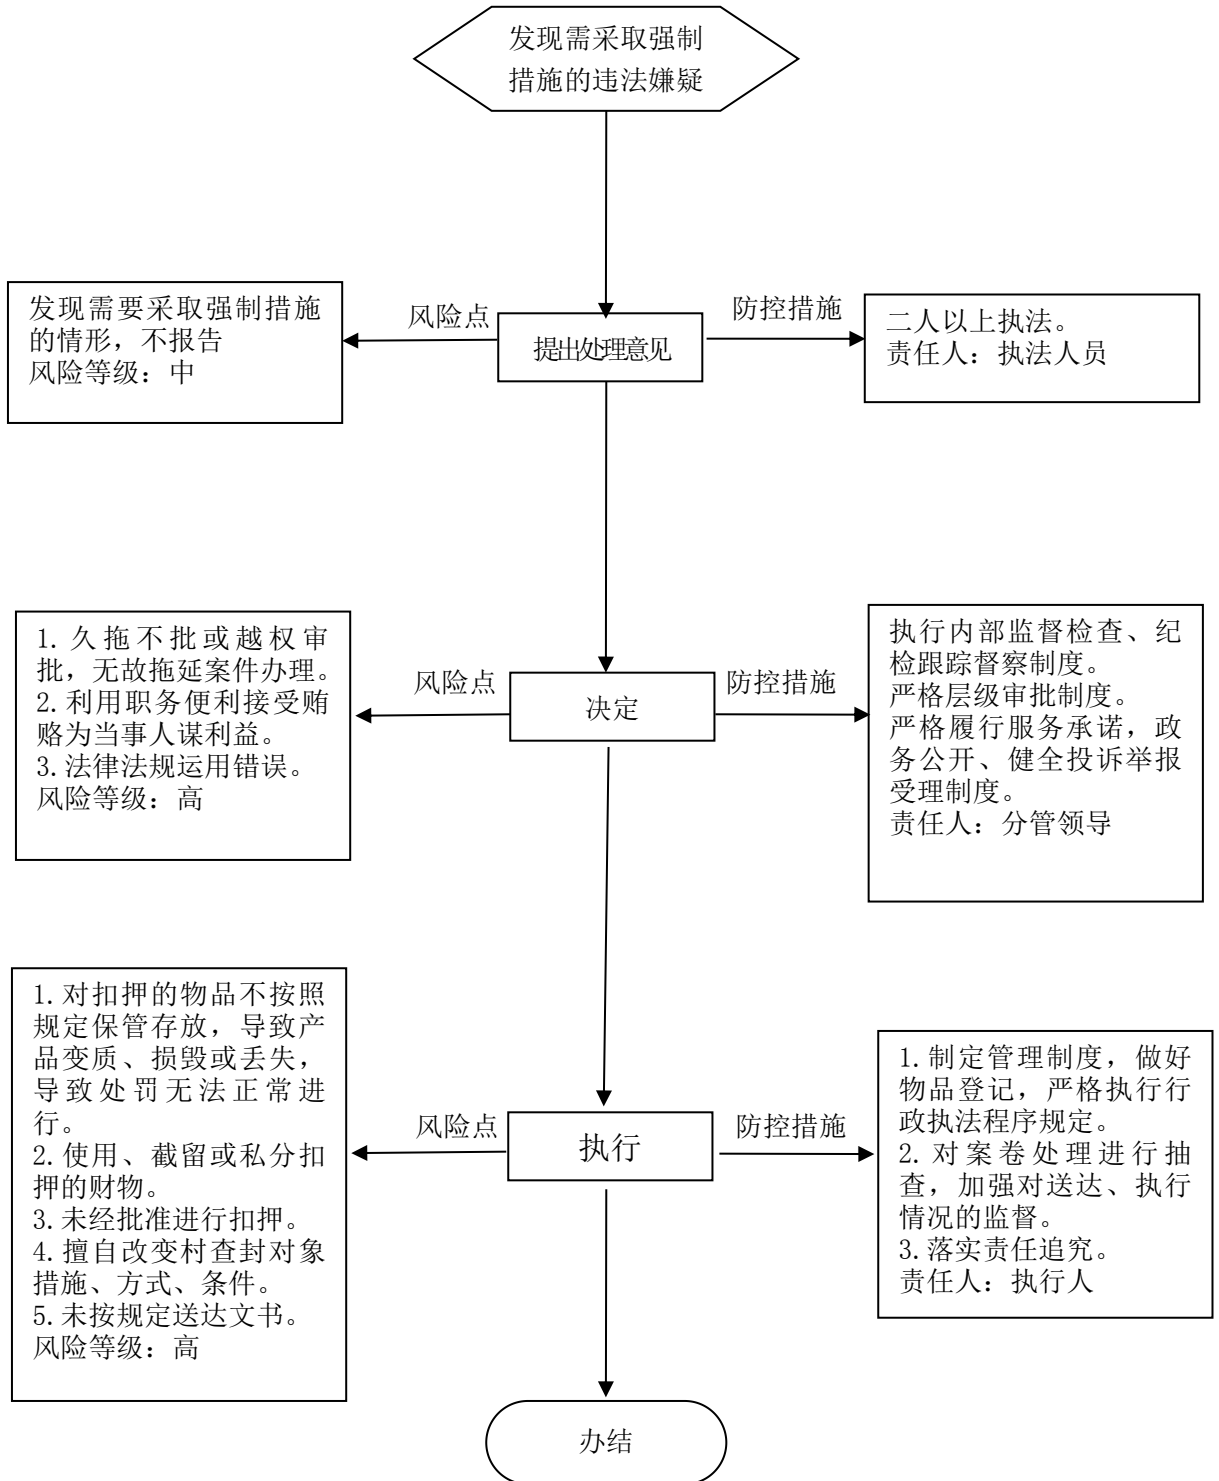 发现需采取强制
措施的违法嫌疑
发现需要采取强制措施
的情形，不报告
风险等级：中
风险点
提出处理意见
防控措施
二人以上执法。
责任人：执法人员
1.久拖不批或越权审
批，无故拖延案件办理。
2.利用职务便利接受贿
赂为当事人谋利益。
3.法律法规运用错误。
风险等级：高
风险点
决定
防控措施
执行内部监督检查、纪
检跟踪督察制度。
严格层级审批制度。
严格履行服务承诺，政
务公开、健全投诉举报
受理制度。
责任人：分管领导
1.对扣押的物品不按照
规定保管存放，导致产
品变质、损毁或丢失，
导致处罚无法正常进
行。
2.使用、截留或私分扣
押的财物。
3.未经批准进行扣押。
4.擅自改变村查封对象
措施、方式、条件。
5.未按规定送达文书。
风险等级：高
风险点
执行
防控措施
1.制定管理制度，做好
物品登记，严格执行行
政执法程序规定。
2.对案卷处理进行抽
查，加强对送达、执行
情况的监督。
3.落实责任追究。
责任人：执行人
办结